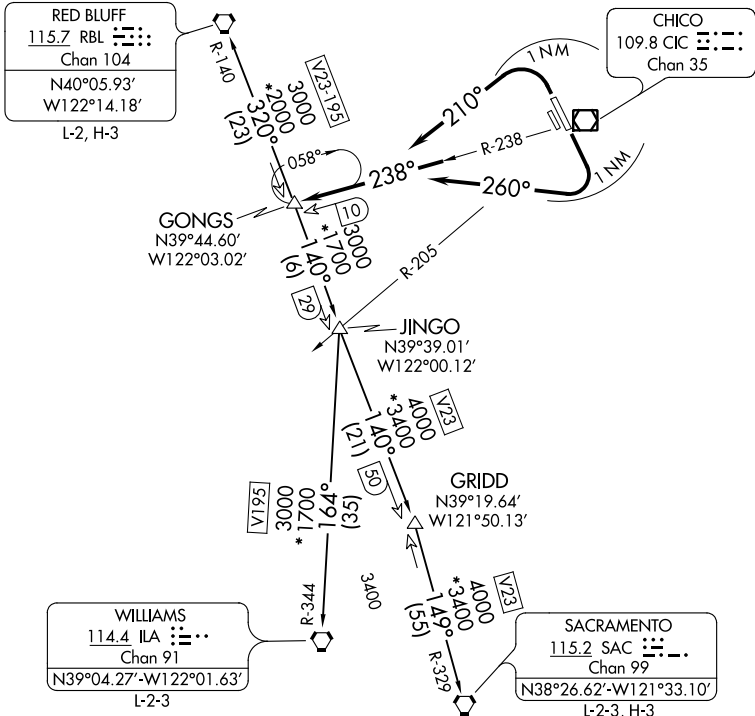 RED BLUFF
115.7 RBL
Chan 104
N40°05.93'
W122°14.18'
L-2, H-3
CHICO
109.8 CIC
Chan 35
R-140
3000
*2000
320°
(23)
V23-195
1 NM
210°
R-238
238°
058°
260°
1 NM
GONGS
N39°44.60'
W122°03.02'
10
3000
*1700
140°
(6)
29
R-205
JINGO
N39°39.01'
W122°00.12'
V23
4000
*3400
140°
(21)
50
GRIDD
N39°19.64'
W121°50.13'
V195
3000
*1700
164°
(35)
R-344
3400
V23
4000
*3400
149°
(55)
R-329
WILLIAMS
114.4 ILA
Chan 91
N39°04.27'-W122°01.63'
L-2-3
SACRAMENTO
115.2 SAC
Chan 99
N38°26.62'-W121°33.10'
L-2-3, H-3